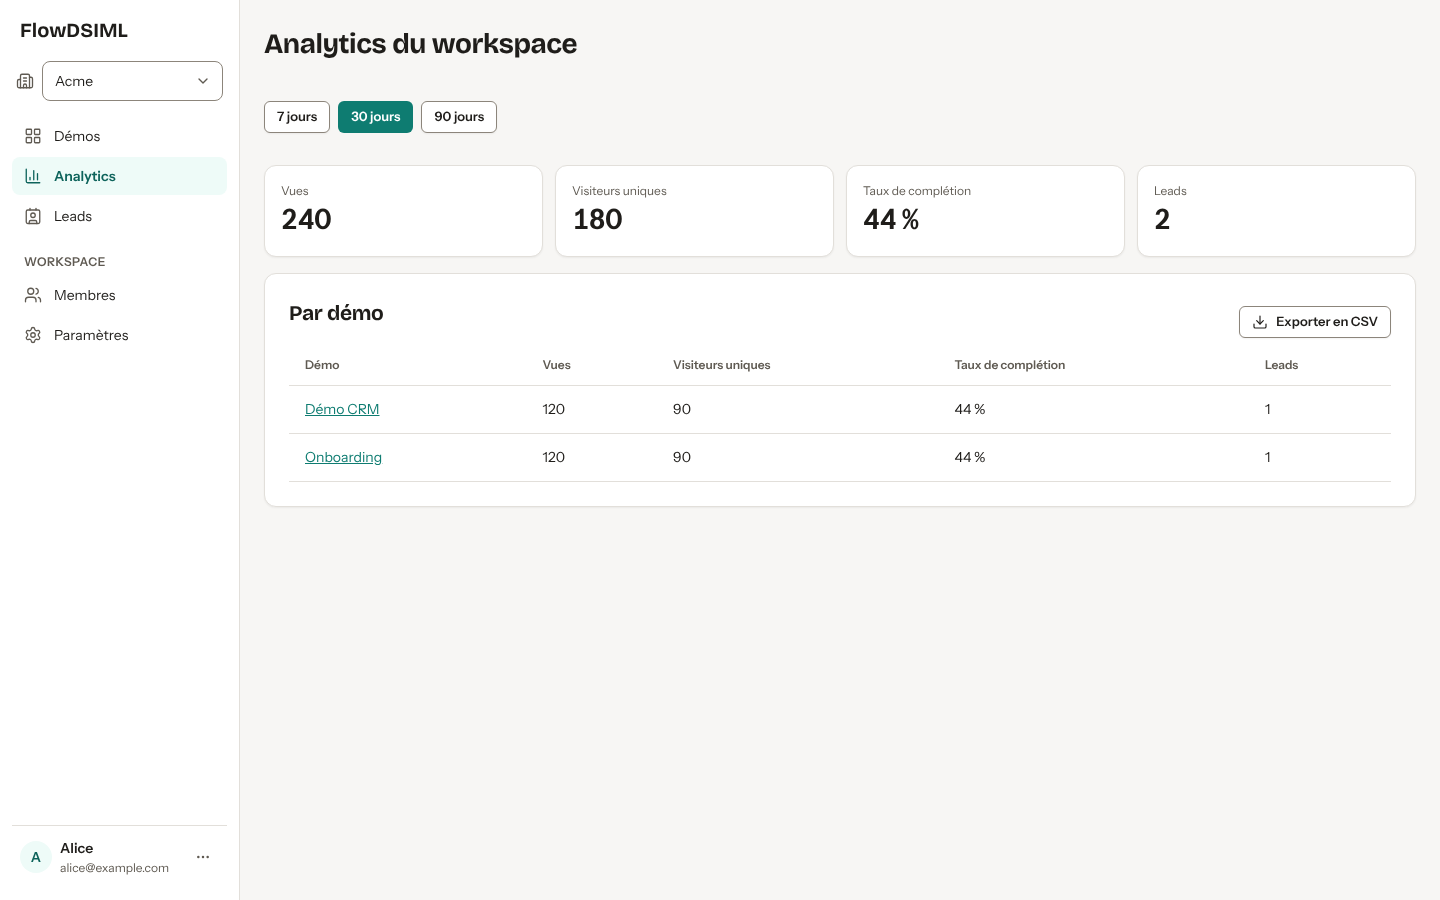 FlowDSIML
Acme
Démos
Analytics
Leads
WORKSPACE
Membres
Paramètres
A
Alice
alice@example.com
Analytics du workspace
7 jours
30 jours
90 jours
Vues
240
Visiteurs uniques
180
Taux de complétion
44 %
Leads
2
Par démo
Exporter en CSV
Démo Vues Visiteurs uniques Taux de complétion Leads
Démo CRM 120 90 44 % 1
Onboarding 120 90 44 % 1